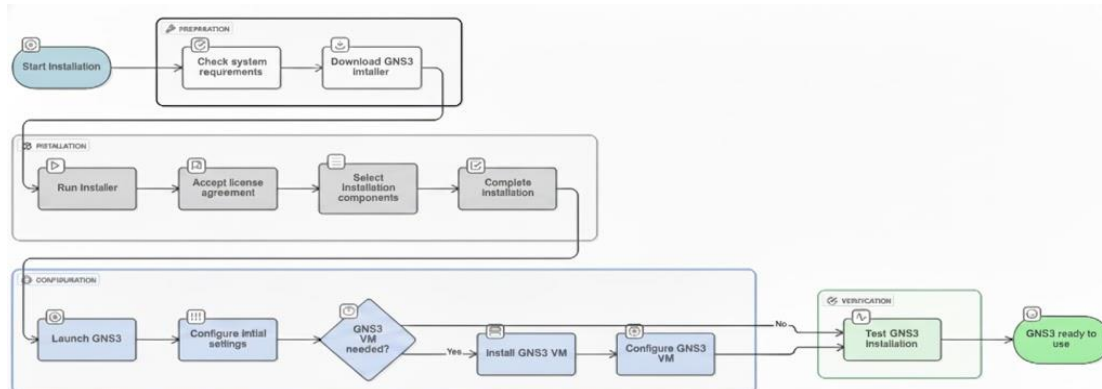 PREPARATION
Start Installation
Check system
requirements
Download GNS3
intaller
INSTALLATION
Run Installer
Accept license
agreement
Select
installation
components
Complete
installation
CONFIGURATION
Launch GNS3
Configure intial
settings
GNS3
VM
needed?
No
Yes
Install GNS3 VM
Configure GNS3
VM
VERIFICATION
Test GNS3
installation
GNS3 ready to
use